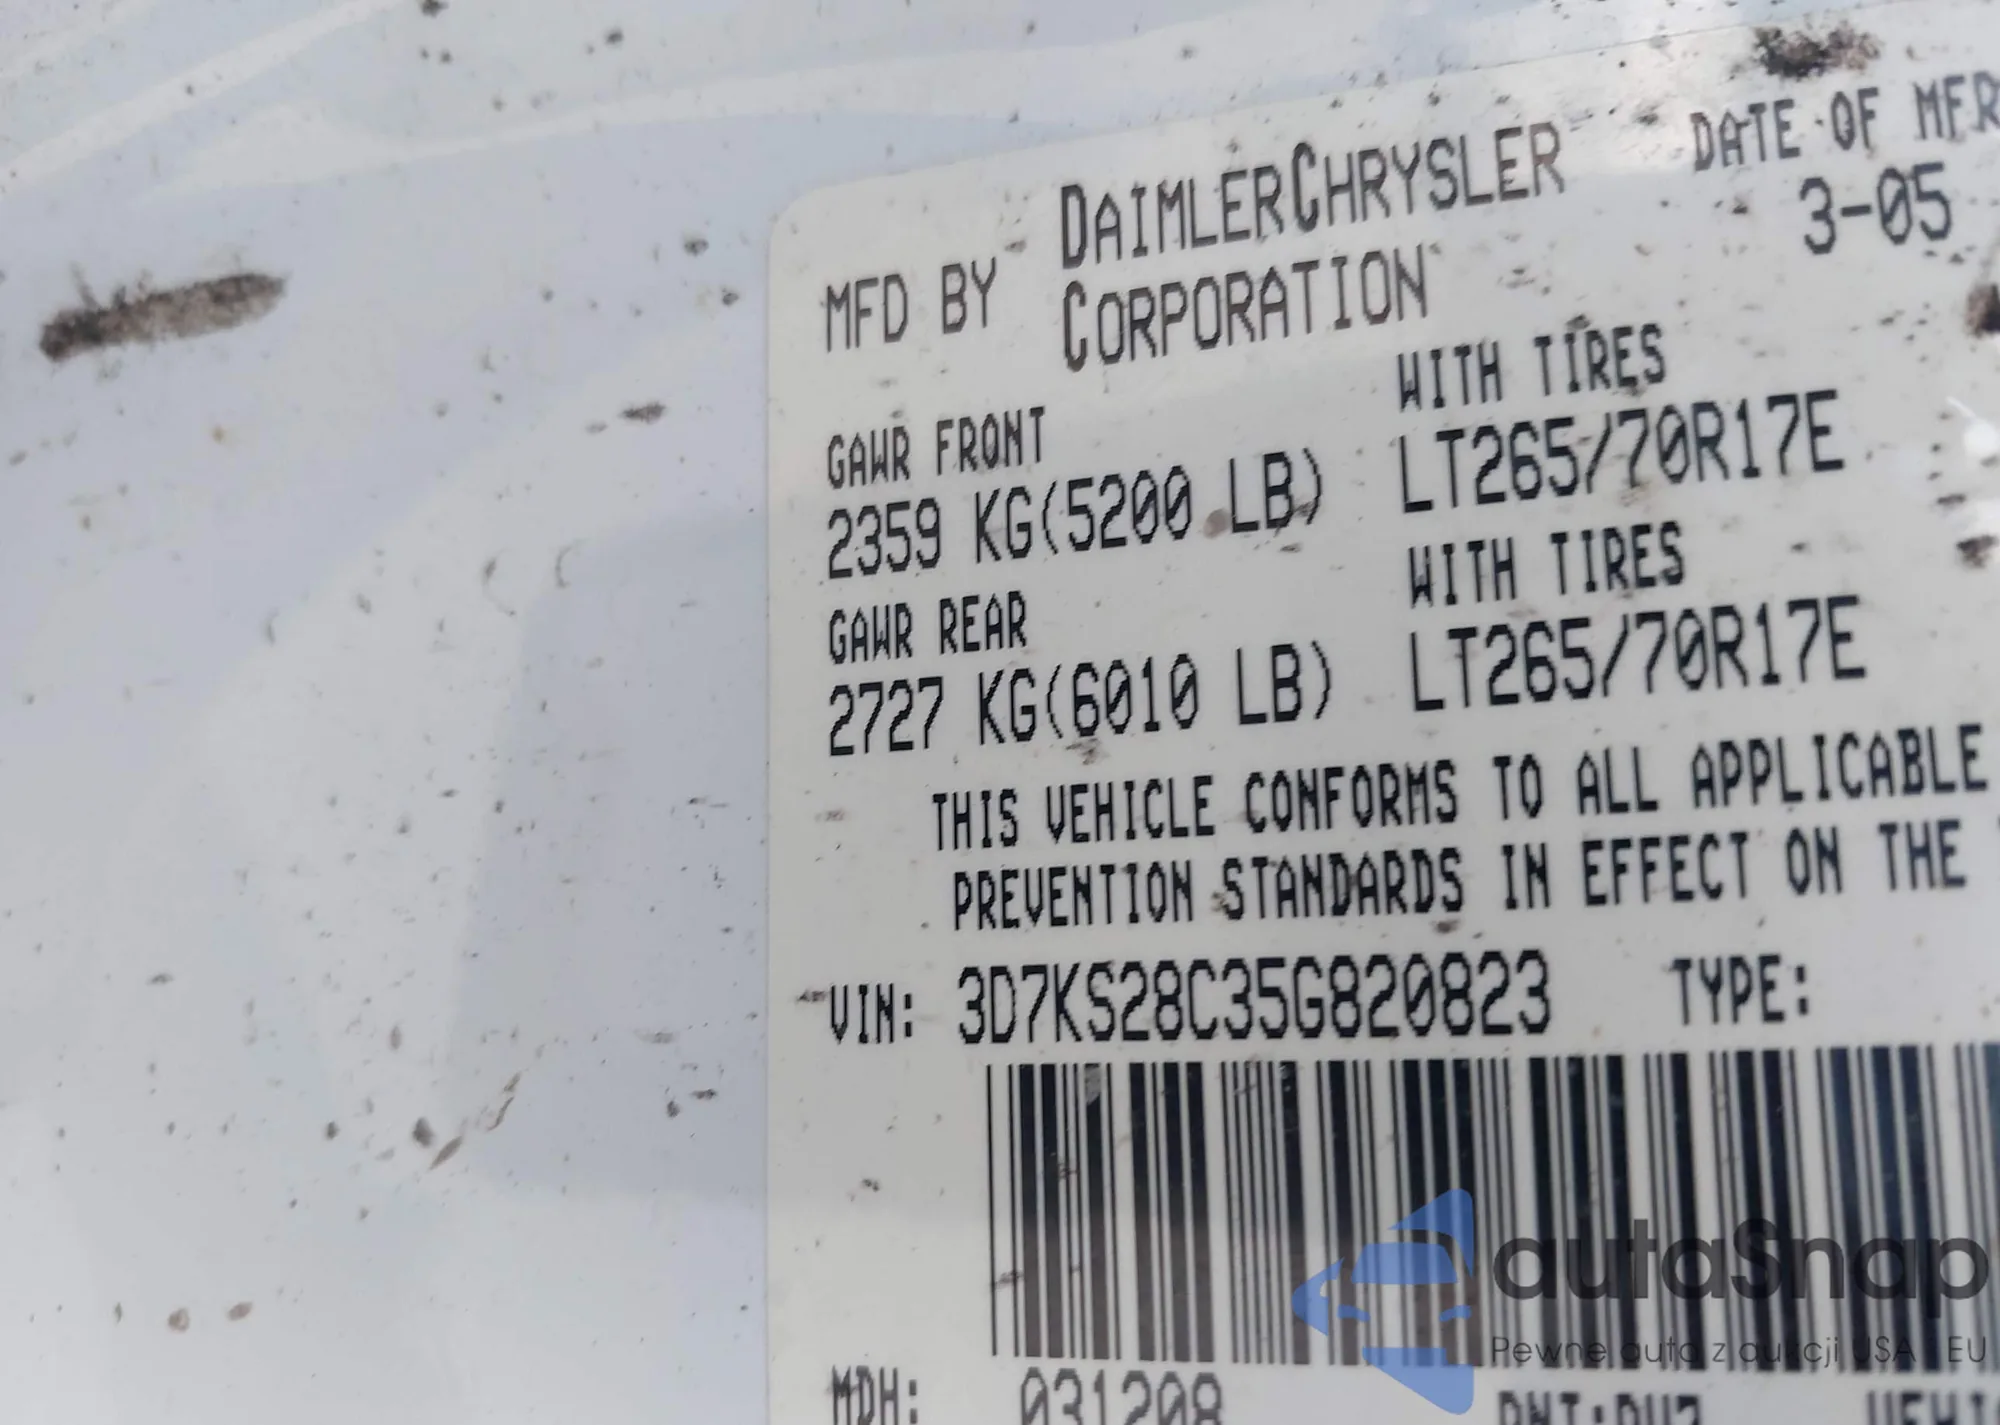 MFD BY DAIMLERCHRYSLER CORPORATION
DATE OF MFR
3-05
GAWR FRONT WITH TIRES
2359 KG(5200 LB) LT265/70R17E
GAWR REAR WITH TIRES
2727 KG(6010 LB) LT265/70R17E
THIS VEHICLE CONFORMS TO ALL APPLICABLE
PREVENTION STANDARDS IN EFFECT ON THE
VIN: 3D7KS28C35G820823 TYPE:
autaSnap
Pewne auta z aukcji USA i EU
MDH: 031208